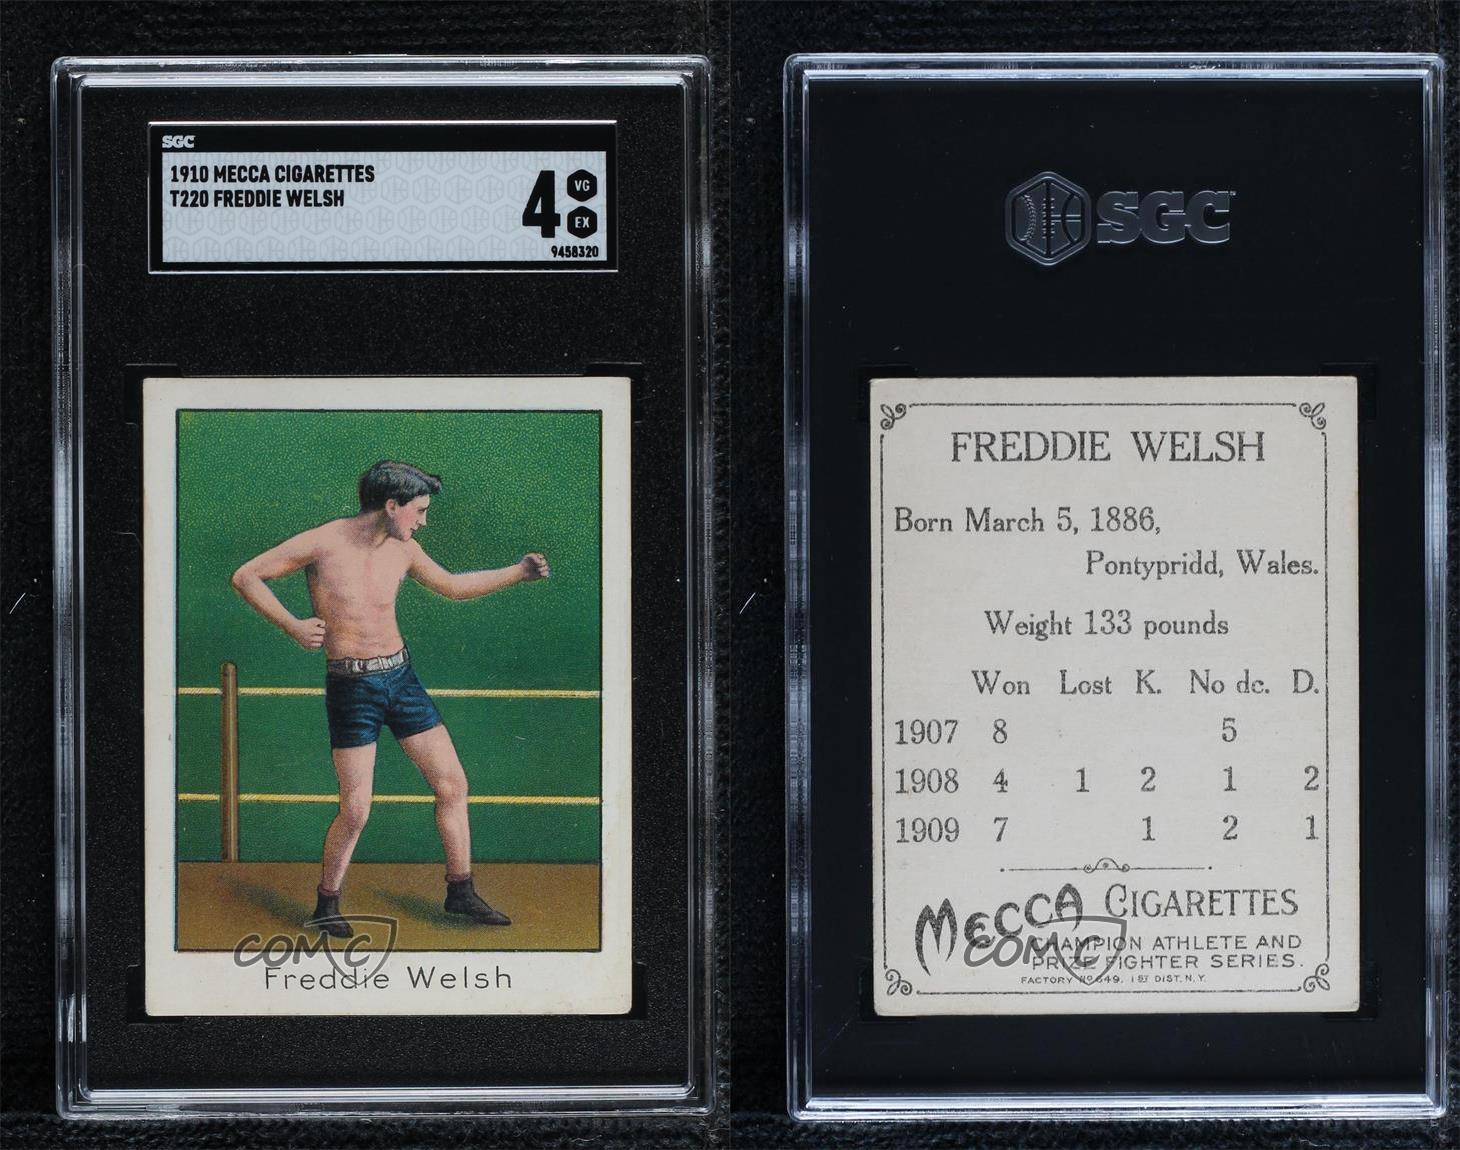 SGC
1910 MECCA CIGARETTES
T220 FREDDIE WELSH
4 VG
EX
9458320
COMC
Freddie Welsh
SGC
FREDDIE WELSH
Born March 5, 1886,
Pontypridd, Wales.
Weight 133 pounds
Won Lost K. No dc. D.
1907 8 5
1908 4 1 2 1 2
1909 7 1 2 1
MECCA CIGARETTES
CHAMPION ATHLETE AND
PRIZE FIGHTER SERIES.
FACTORY No 649. 1ST DIST. N.Y.
COMC